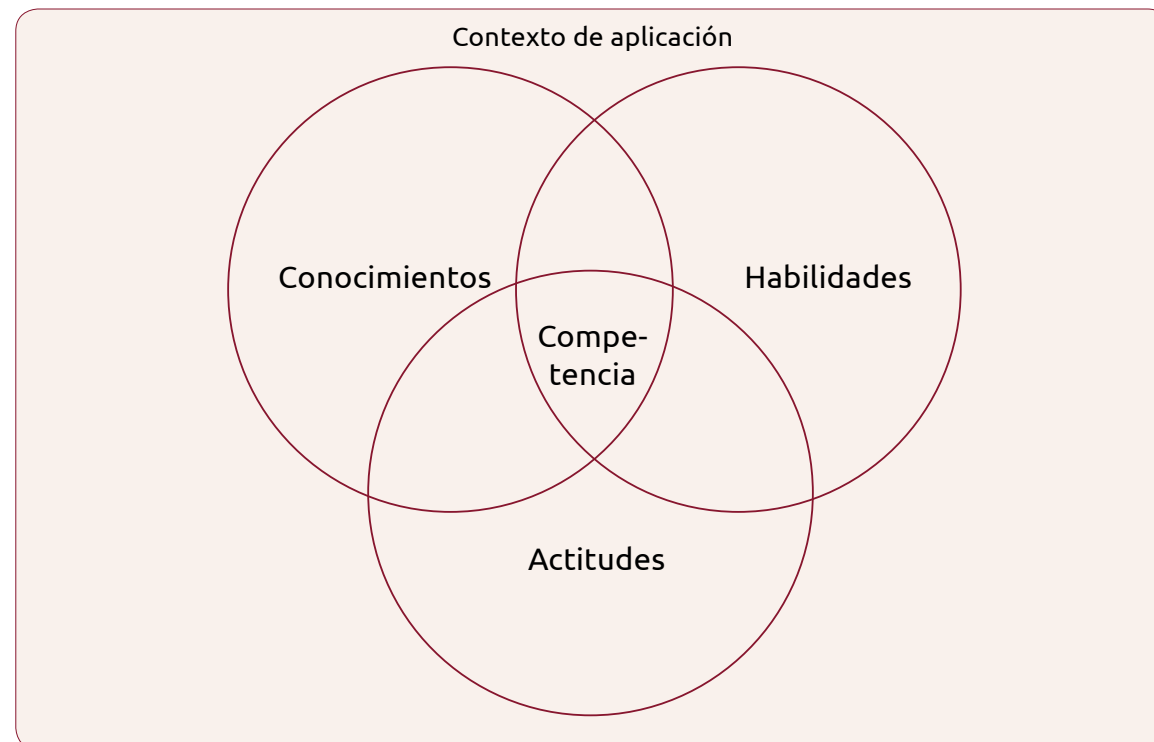 Contexto de aplicación
Conocimientos
Habilidades
Compe-
tencia
Actitudes